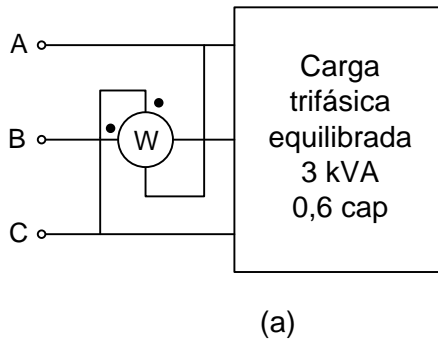 A
B
C
W
Carga
trifásica
equilibrada
3 kVA
0,6 cap
(a)